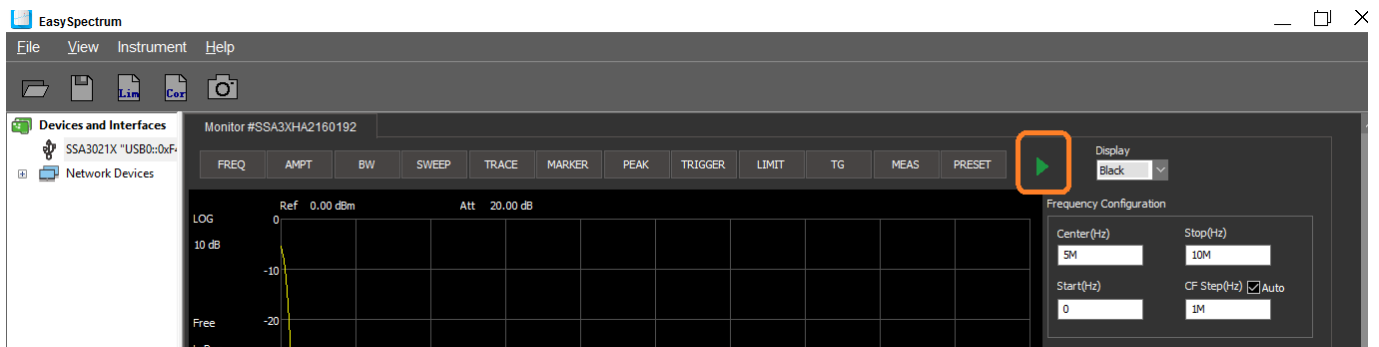 EasySpectrum
File View Instrument Help
Lim Cor
Devices and Interfaces
SSA3021X "USB0::0xF4
Network Devices
Monitor #SSA3XHA2160192
FREQ AMPT BW SWEEP TRACE MARKER PEAK TRIGGER LIMIT TG MEAS PRESET
Display
Black
Ref 0.00 dBm Att 20.00 dB
LOG
10 dB
Free
0
-10
-20
Frequency Configuration
Center(Hz) Stop(Hz)
5M 10M
Start(Hz) CF Step(Hz) Auto
0 1M